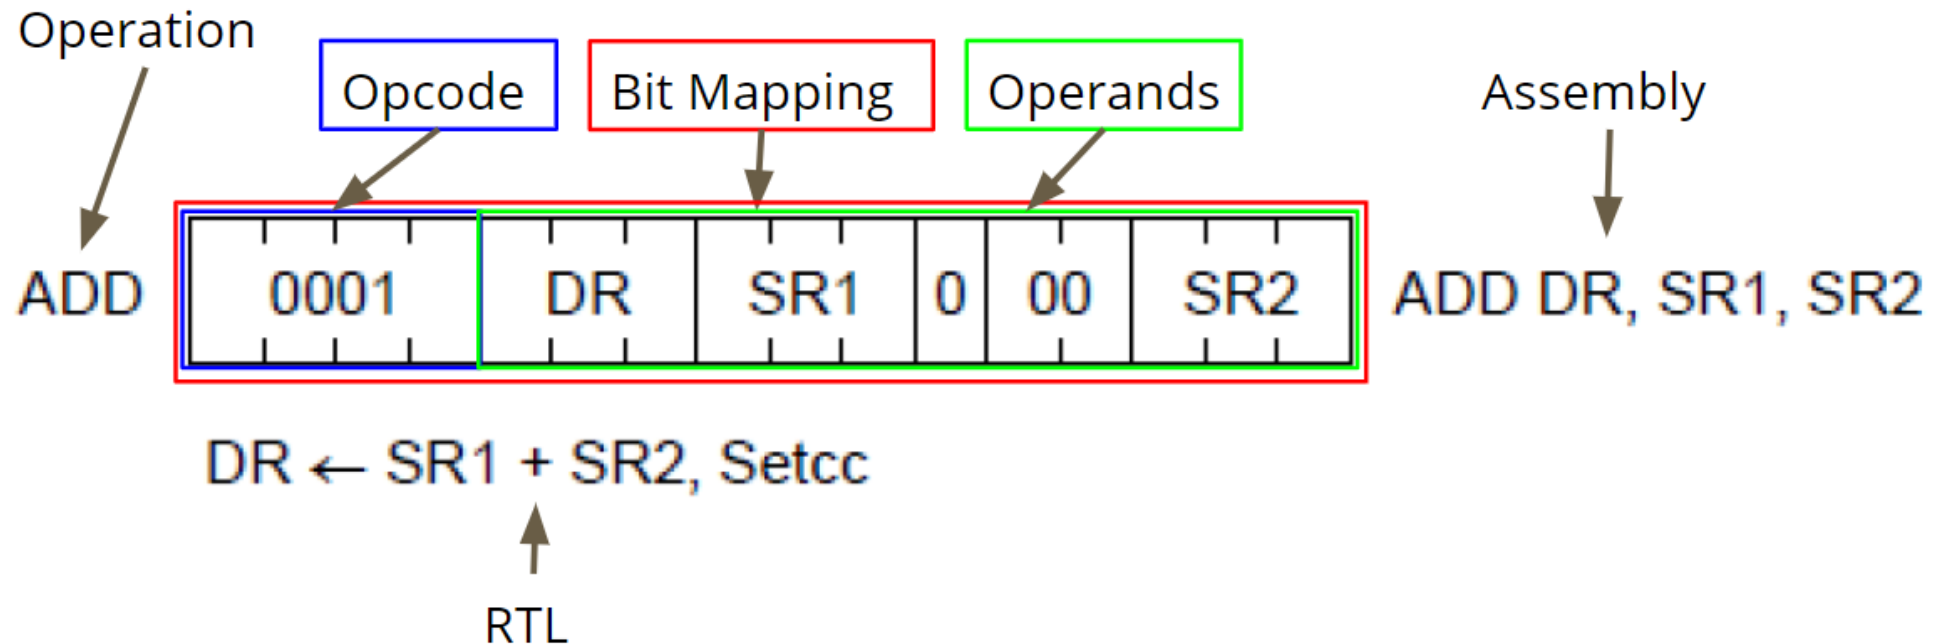 Operation
Opcode
Bit Mapping
Operands
Assembly
ADD
0001
DR
SR1
0
00
SR2
ADD DR, SR1, SR2
DR ← SR1 + SR2, Setcc
RTL